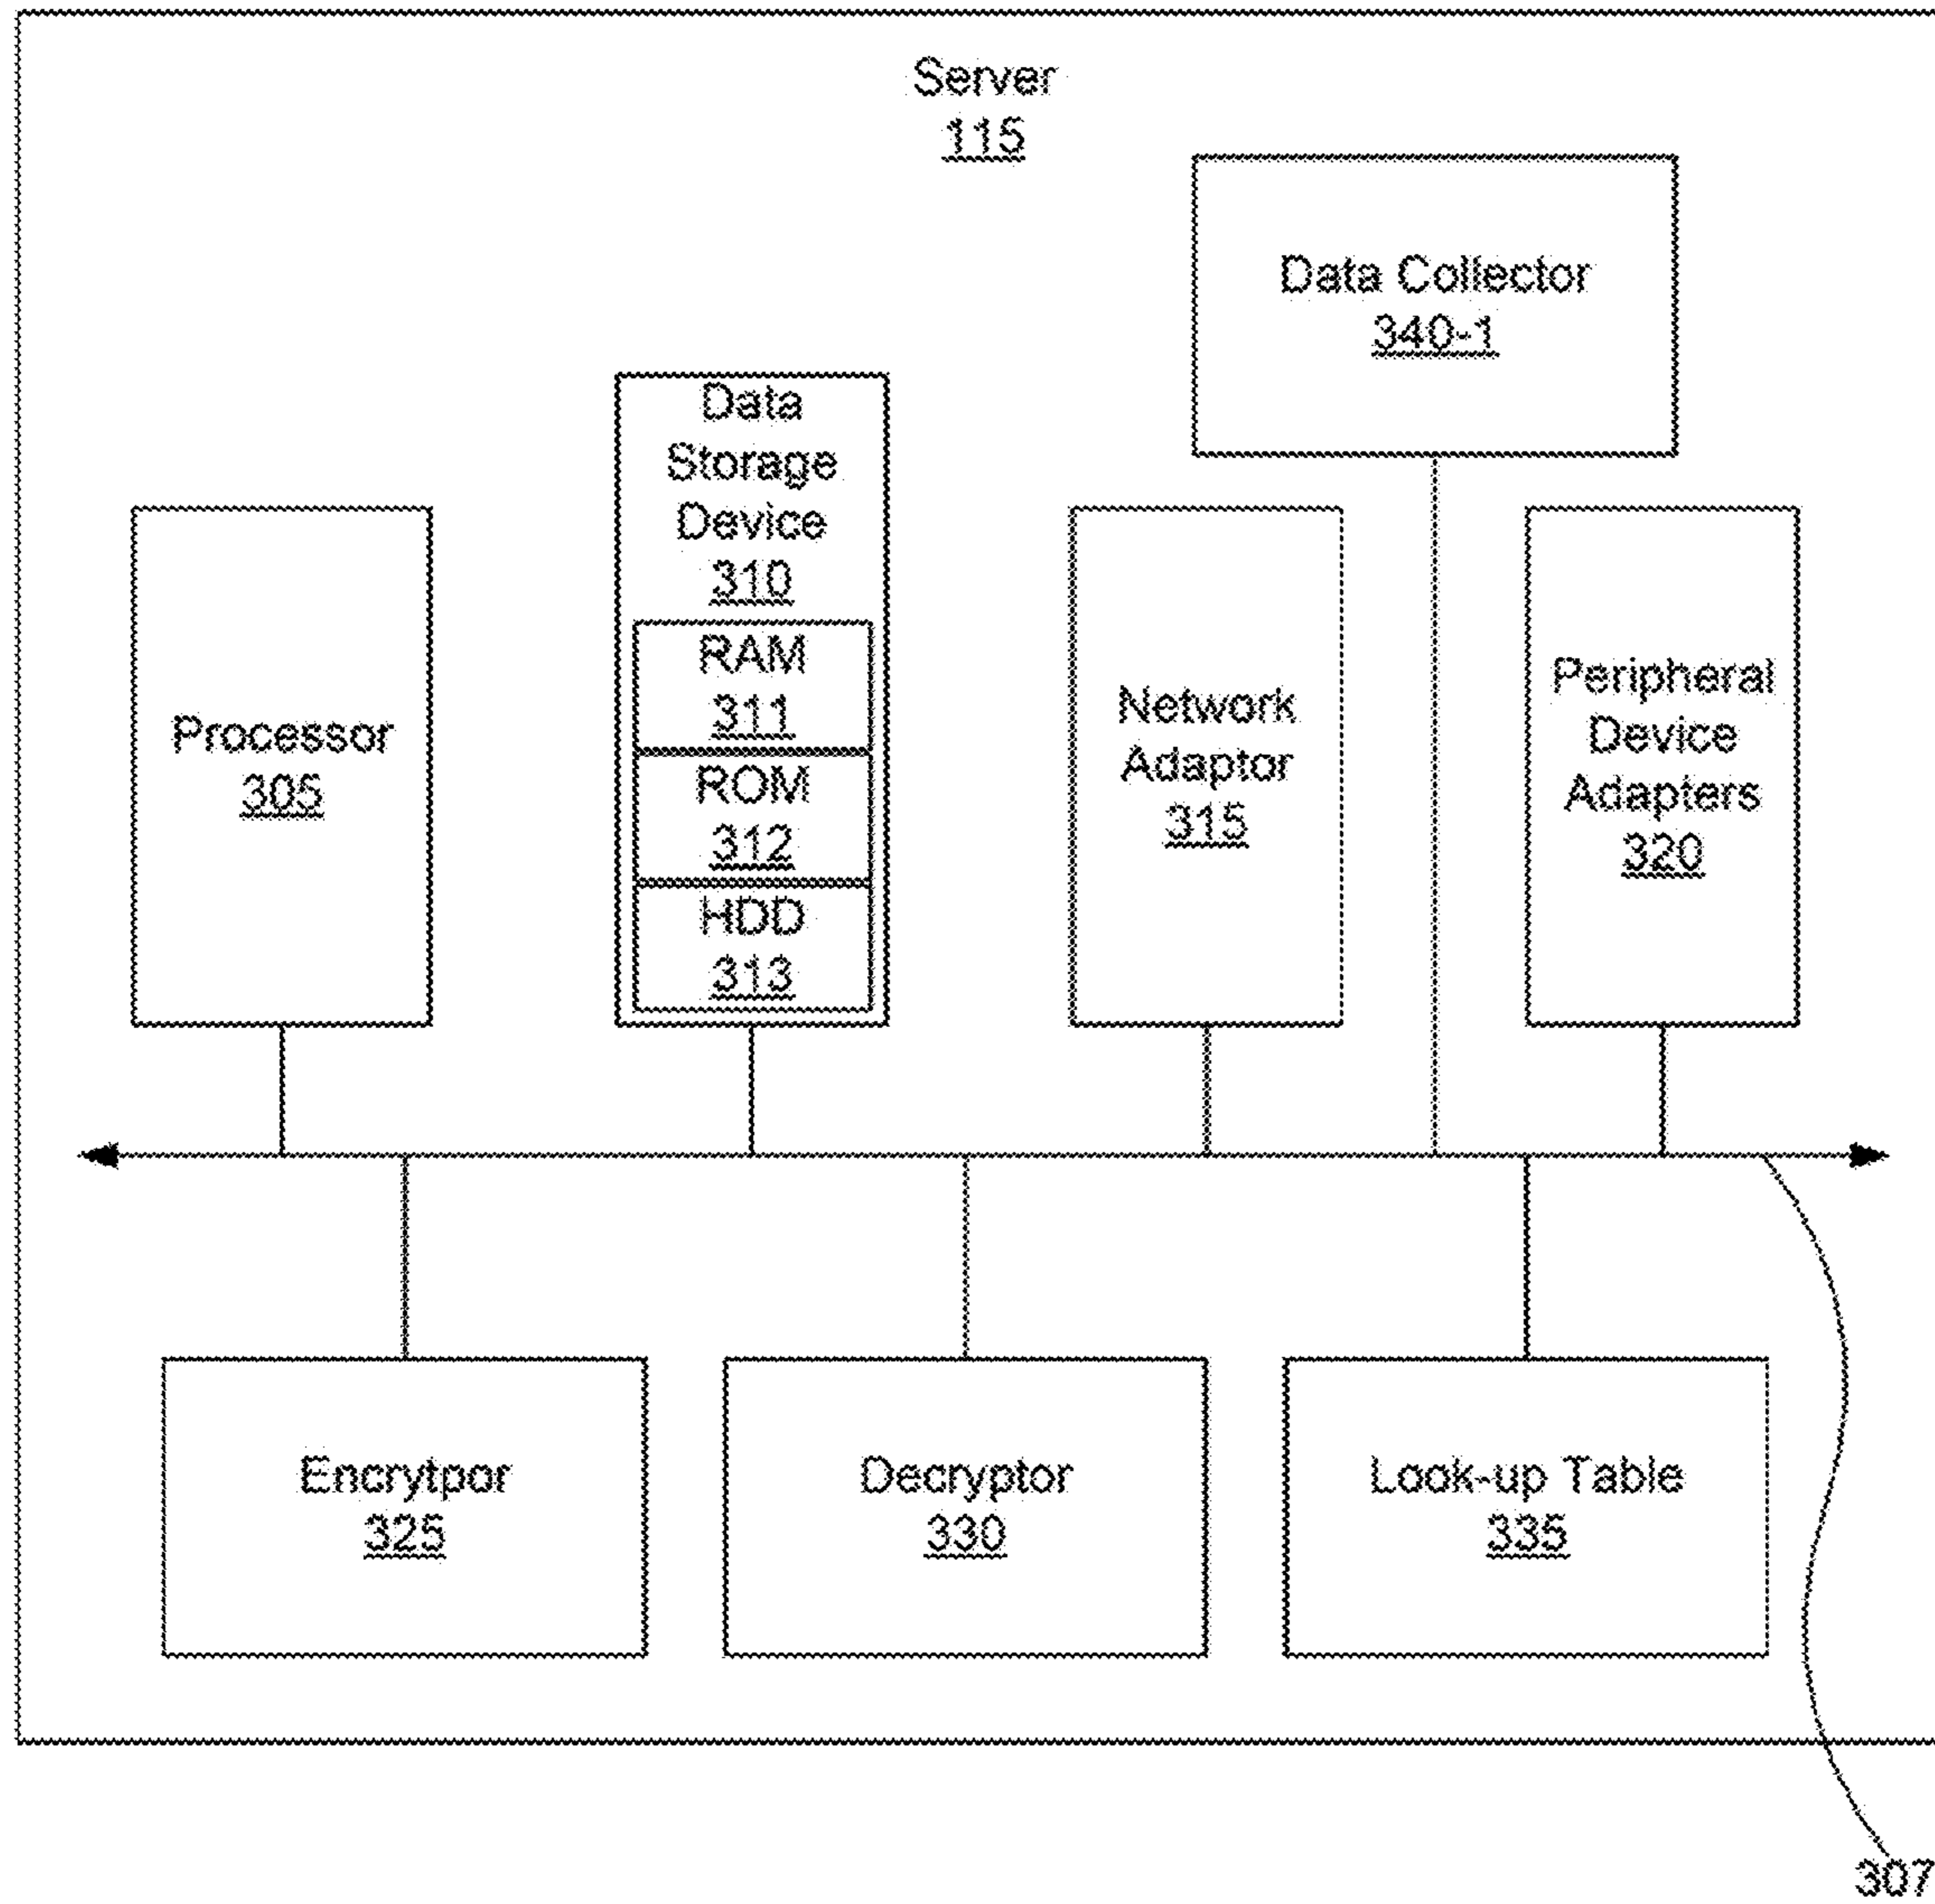 Server
115
Data Collector
340-1
Data
Storage
Device
310
RAM
311
ROM
312
HDD
313
Processor
305
Network
Adaptor
315
Peripheral
Device
Adapters
320
Encrytpor
325
Decryptor
330
Look-up Table
335
307